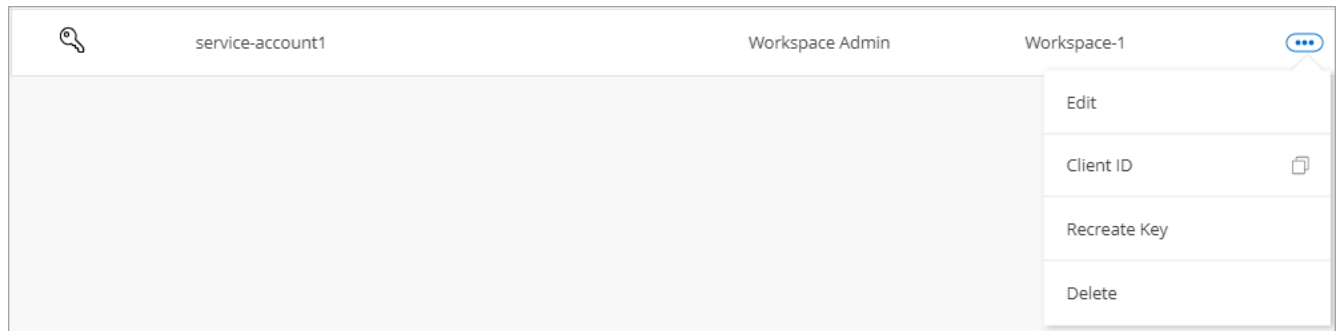 service-account1 Workspace Admin Workspace-1
Edit
Client ID
Recreate Key
Delete